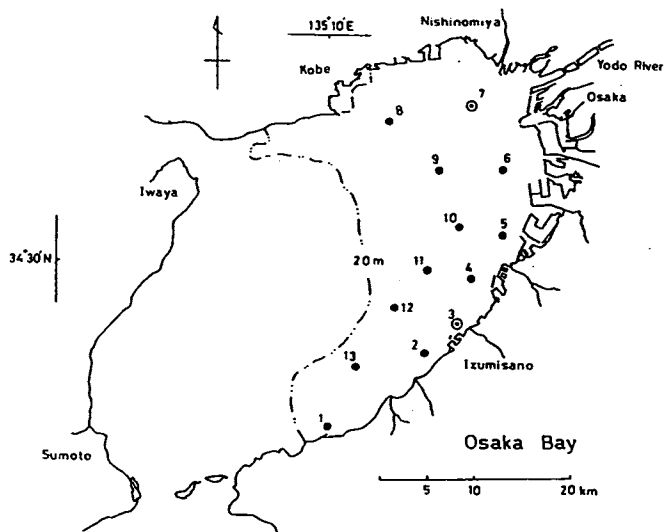 135°10'E
Nishinomiya
Kobe
Yodo River
Osaka
7
8
9
6
Iwaya
10
5
34°30'N
20m
11
4
12
3
2
Izumisano
13
1
Sumoto
Osaka Bay
5 10 20 km